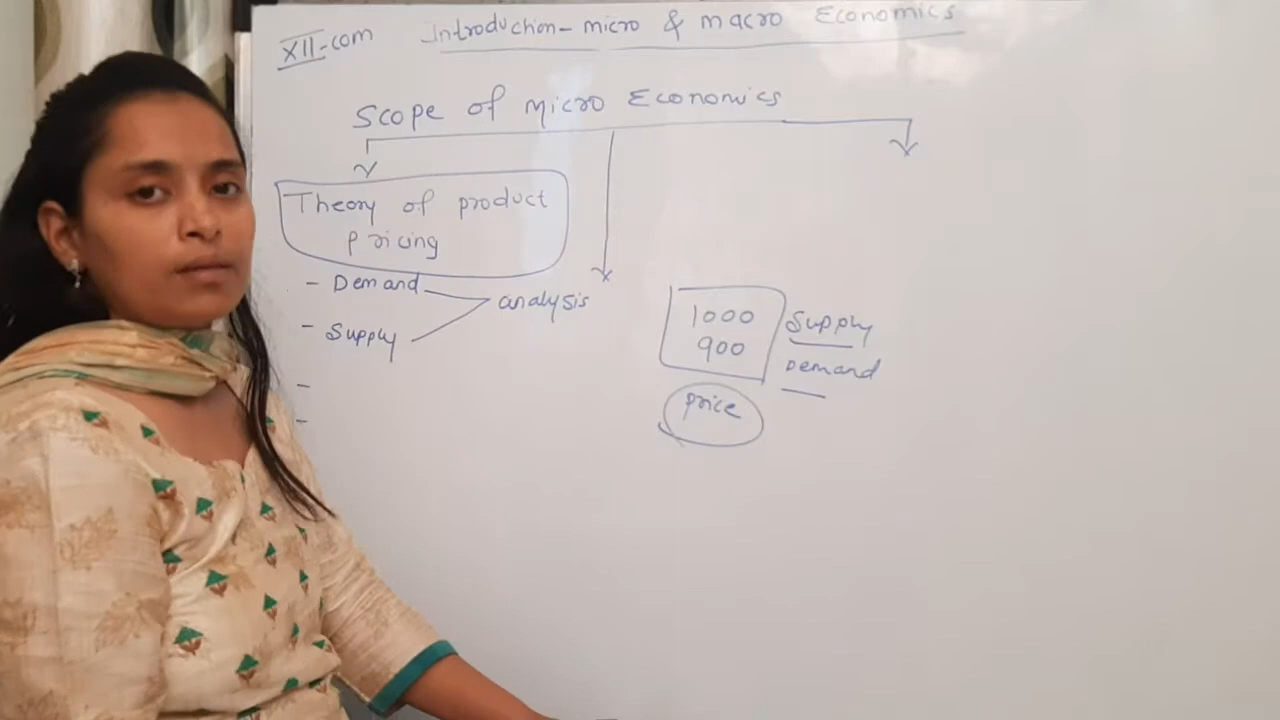 XII-com Introduction- micro & macro Economics
Scope of micro Economics
Theory of product
pricing
- Demand
analysis
- Supply
-
-
1000 Supply
900 Demand
price